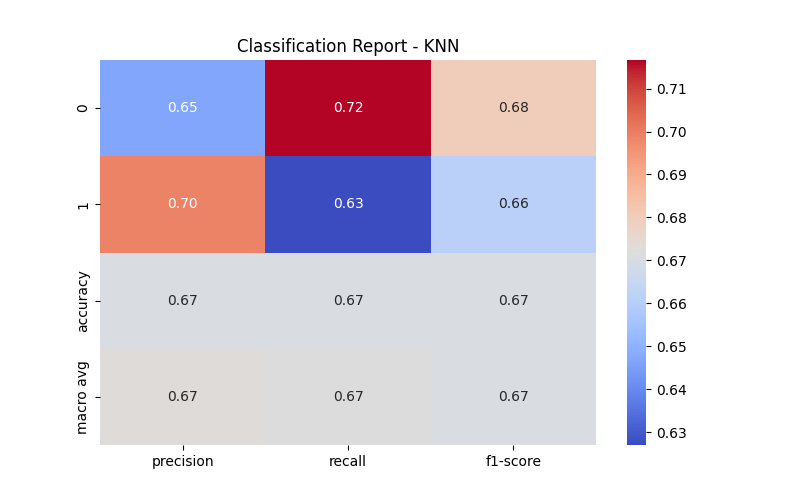 Classification Report - KNN
0 0.65 0.72 0.68
1 0.70 0.63 0.66
accuracy 0.67 0.67 0.67
macro avg 0.67 0.67 0.67
precision recall f1-score
0.71
0.70
0.69
0.68
0.67
0.66
0.65
0.64
0.63